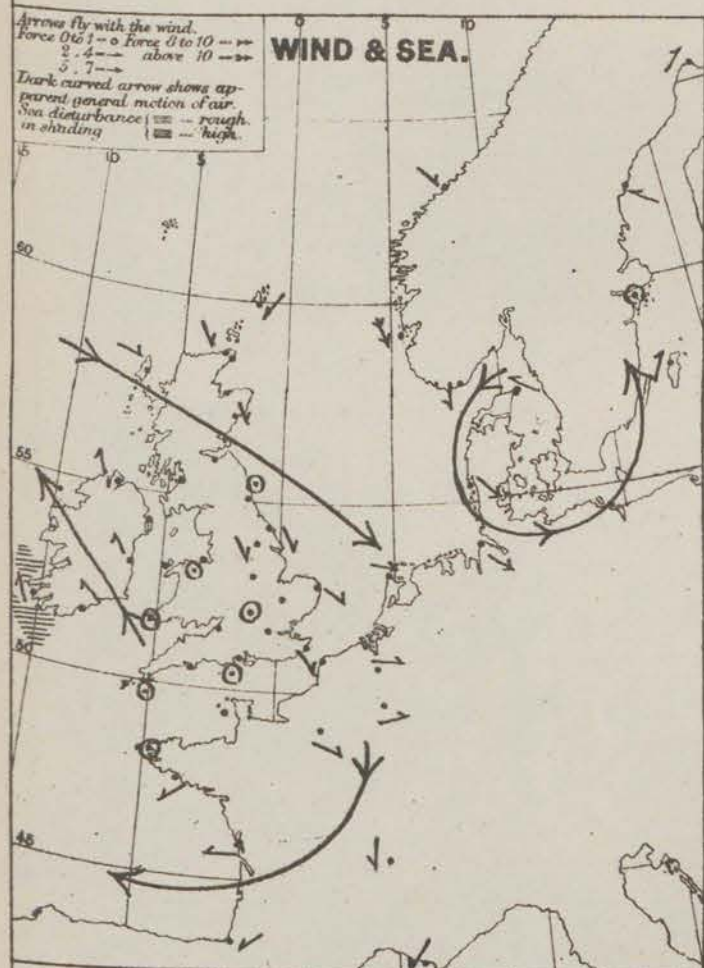 Arrows fly with the wind.
Force 0 to 1 -- o Force 8 to 10 --
2 . 4 -- above 10 --
5 . 7 --
Dark curved arrow shows ap-
parent general motion of air.
Sea disturbance -- rough.
in shading -- high.
WIND & SEA.
10
15
10
5
0
5
60
55
50
45